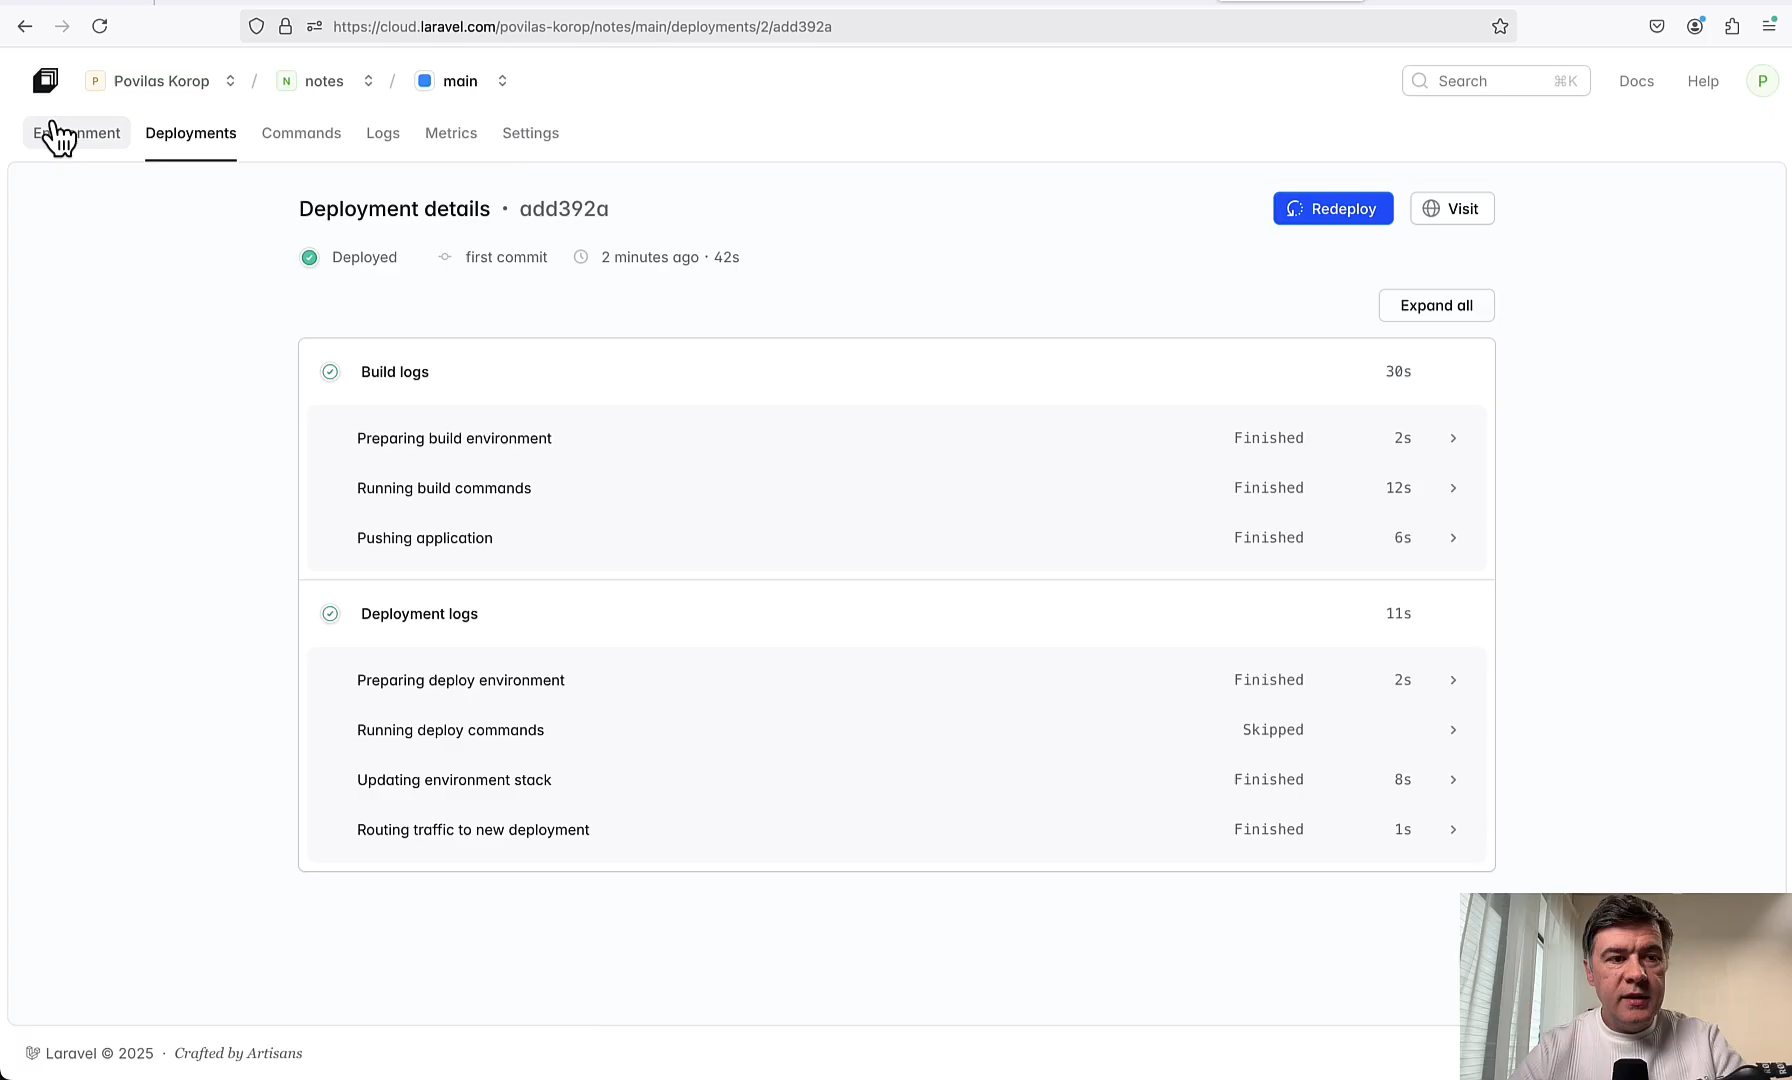 https://cloud.laravel.com/povilas-korop/notes/main/deployments/2/add392a
P Povilas Korop / N notes / main
Search ⌘K Docs Help P
Deployments Commands Logs Metrics Settings
Deployment details · add392a
Redeploy Visit
Deployed first commit 2 minutes ago · 42s
Expand all
Build logs 30s
Preparing build environment Finished 2s
Running build commands Finished 12s
Pushing application Finished 6s
Deployment logs 11s
Preparing deploy environment Finished 2s
Running deploy commands Skipped
Updating environment stack Finished 8s
Routing traffic to new deployment Finished 1s
Laravel © 2025 · Crafted by Artisans